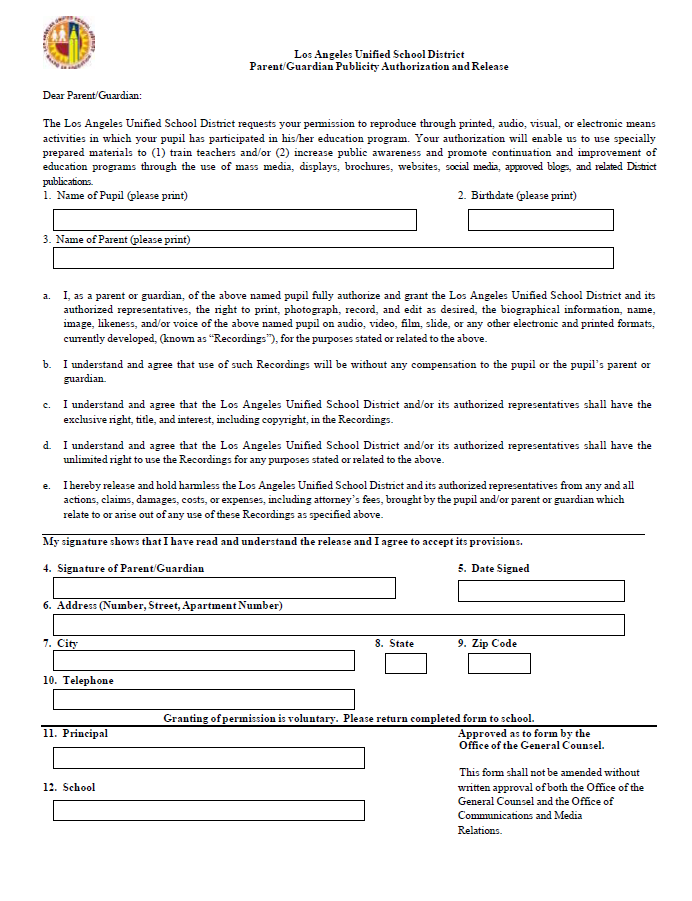 Los Angeles Unified School District
Parent/Guardian Publicity Authorization and Release
Dear Parent/Guardian:
The Los Angeles Unified School District requests your permission to reproduce through printed, audio, visual, or electronic means
activities in which your pupil has participated in his/her education program. Your authorization will enable us to use specially
prepared materials to (1) train teachers and/or (2) increase public awareness and promote continuation and improvement of
education programs through the use of mass media, displays, brochures, websites, social media, approved blogs, and related District
publications.
1. Name of Pupil (please print) 2. Birthdate (please print)
3. Name of Parent (please print)
a. I, as a parent or guardian, of the above named pupil fully authorize and grant the Los Angeles Unified School District and its
authorized representatives, the right to print, photograph, record, and edit as desired, the biographical information, name,
image, likeness, and/or voice of the above named pupil on audio, video, film, slide, or any other electronic and printed formats,
currently developed, (known as “Recordings”), for the purposes stated or related to the above.
b. I understand and agree that use of such Recordings will be without any compensation to the pupil or the pupil’s parent or
guardian.
c. I understand and agree that the Los Angeles Unified School District and/or its authorized representatives shall have the
exclusive right, title, and interest, including copyright, in the Recordings.
d. I understand and agree that the Los Angeles Unified School District and/or its authorized representatives shall have the
unlimited right to use the Recordings for any purposes stated or related to the above.
e. I hereby release and hold harmless the Los Angeles Unified School District and its authorized representatives from any and all
actions, claims, damages, costs, or expenses, including attorney’s fees, brought by the pupil and/or parent or guardian which
relate to or arise out of any use of these Recordings as specified above.
My signature shows that I have read and understand the release and I agree to accept its provisions.
4. Signature of Parent/Guardian 5. Date Signed
6. Address (Number, Street, Apartment Number)
7. City 8. State 9. Zip Code
10. Telephone
Granting of permission is voluntary. Please return completed form to school.
11. Principal
Approved as to form by the
Office of the General Counsel.
This form shall not be amended without
12. School
written approval of both the Office of the
General Counsel and the Office of
Communications and Media
Relations.